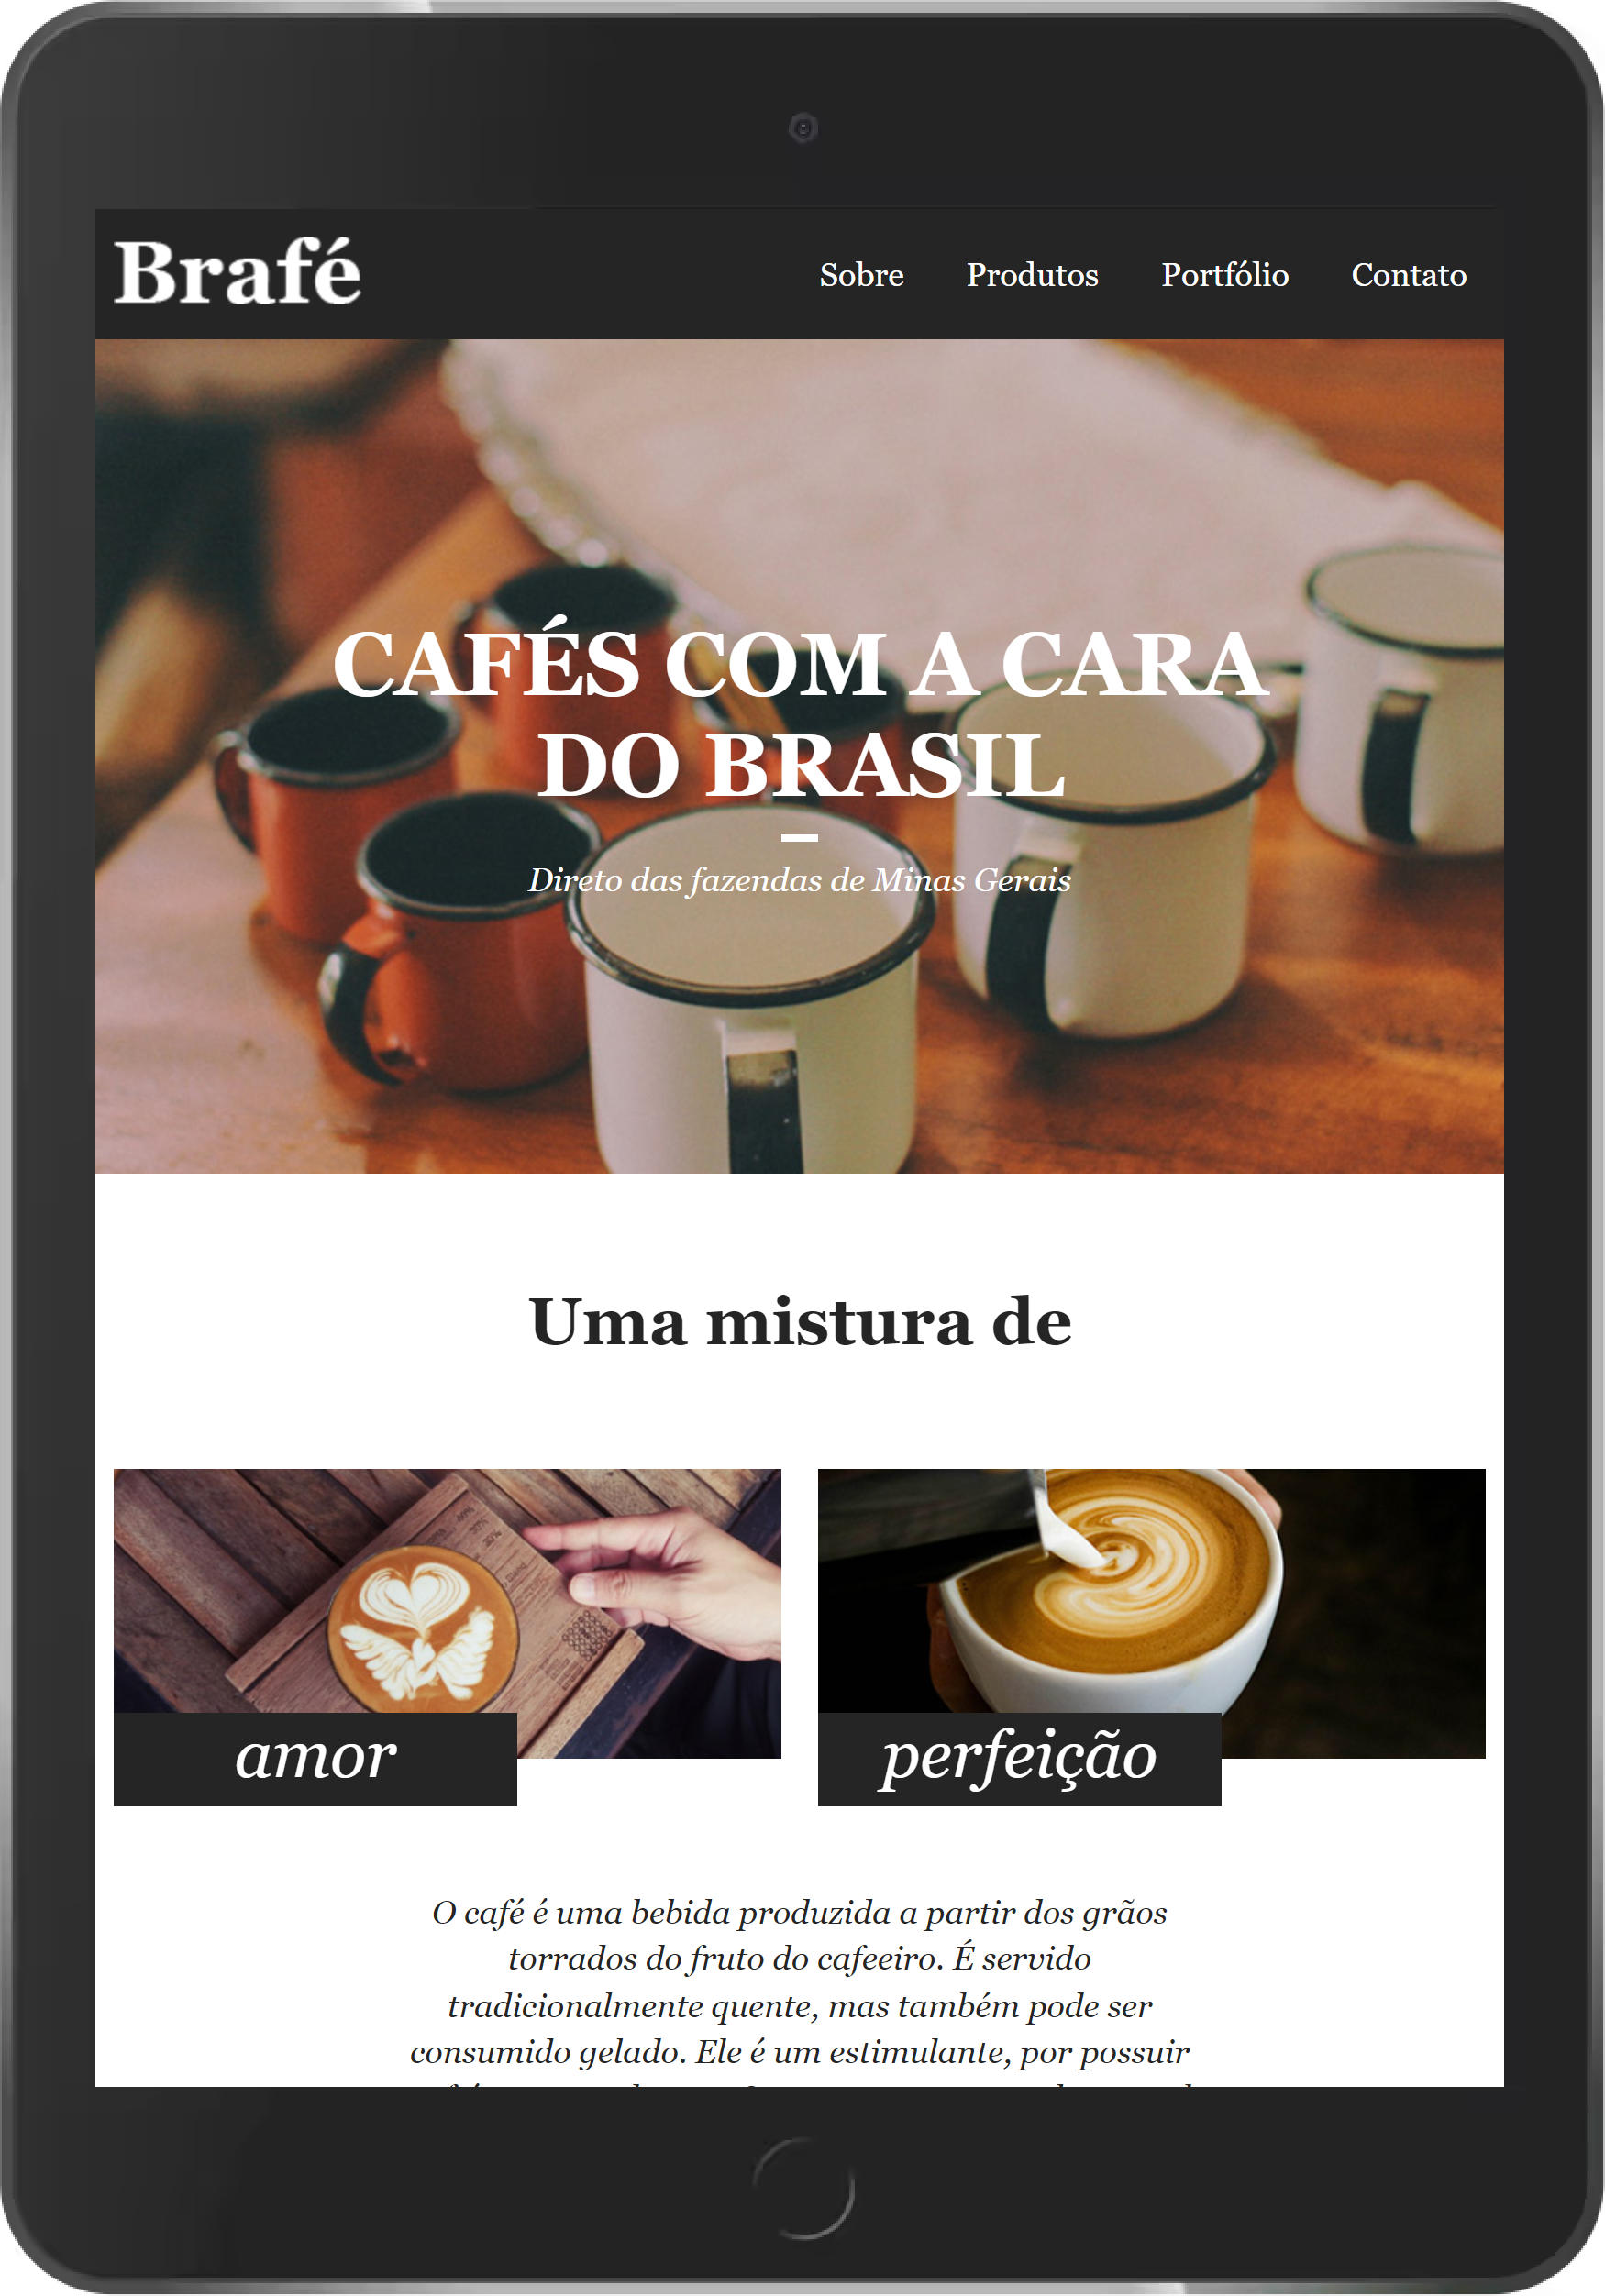 Brafé
Sobre Produtos Portfólio Contato
CAFÉS COM A CARA
DO BRASIL
Direto das fazendas de Minas Gerais
Uma mistura de
amor
perfeição
O café é uma bebida produzida a partir dos grãos
torrados do fruto do cafeeiro. É servido
tradicionalmente quente, mas também pode ser
consumido gelado. Ele é um estimulante, por possuir